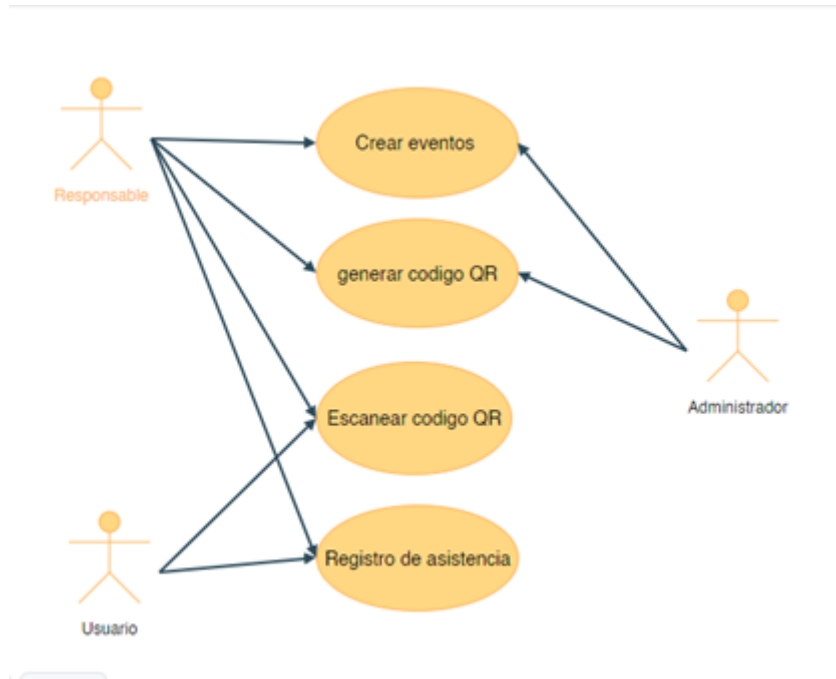 Crear eventos
Responsable
generar codigo QR
Administrador
Escanear codigo QR
Registro de asistencia
Usuario